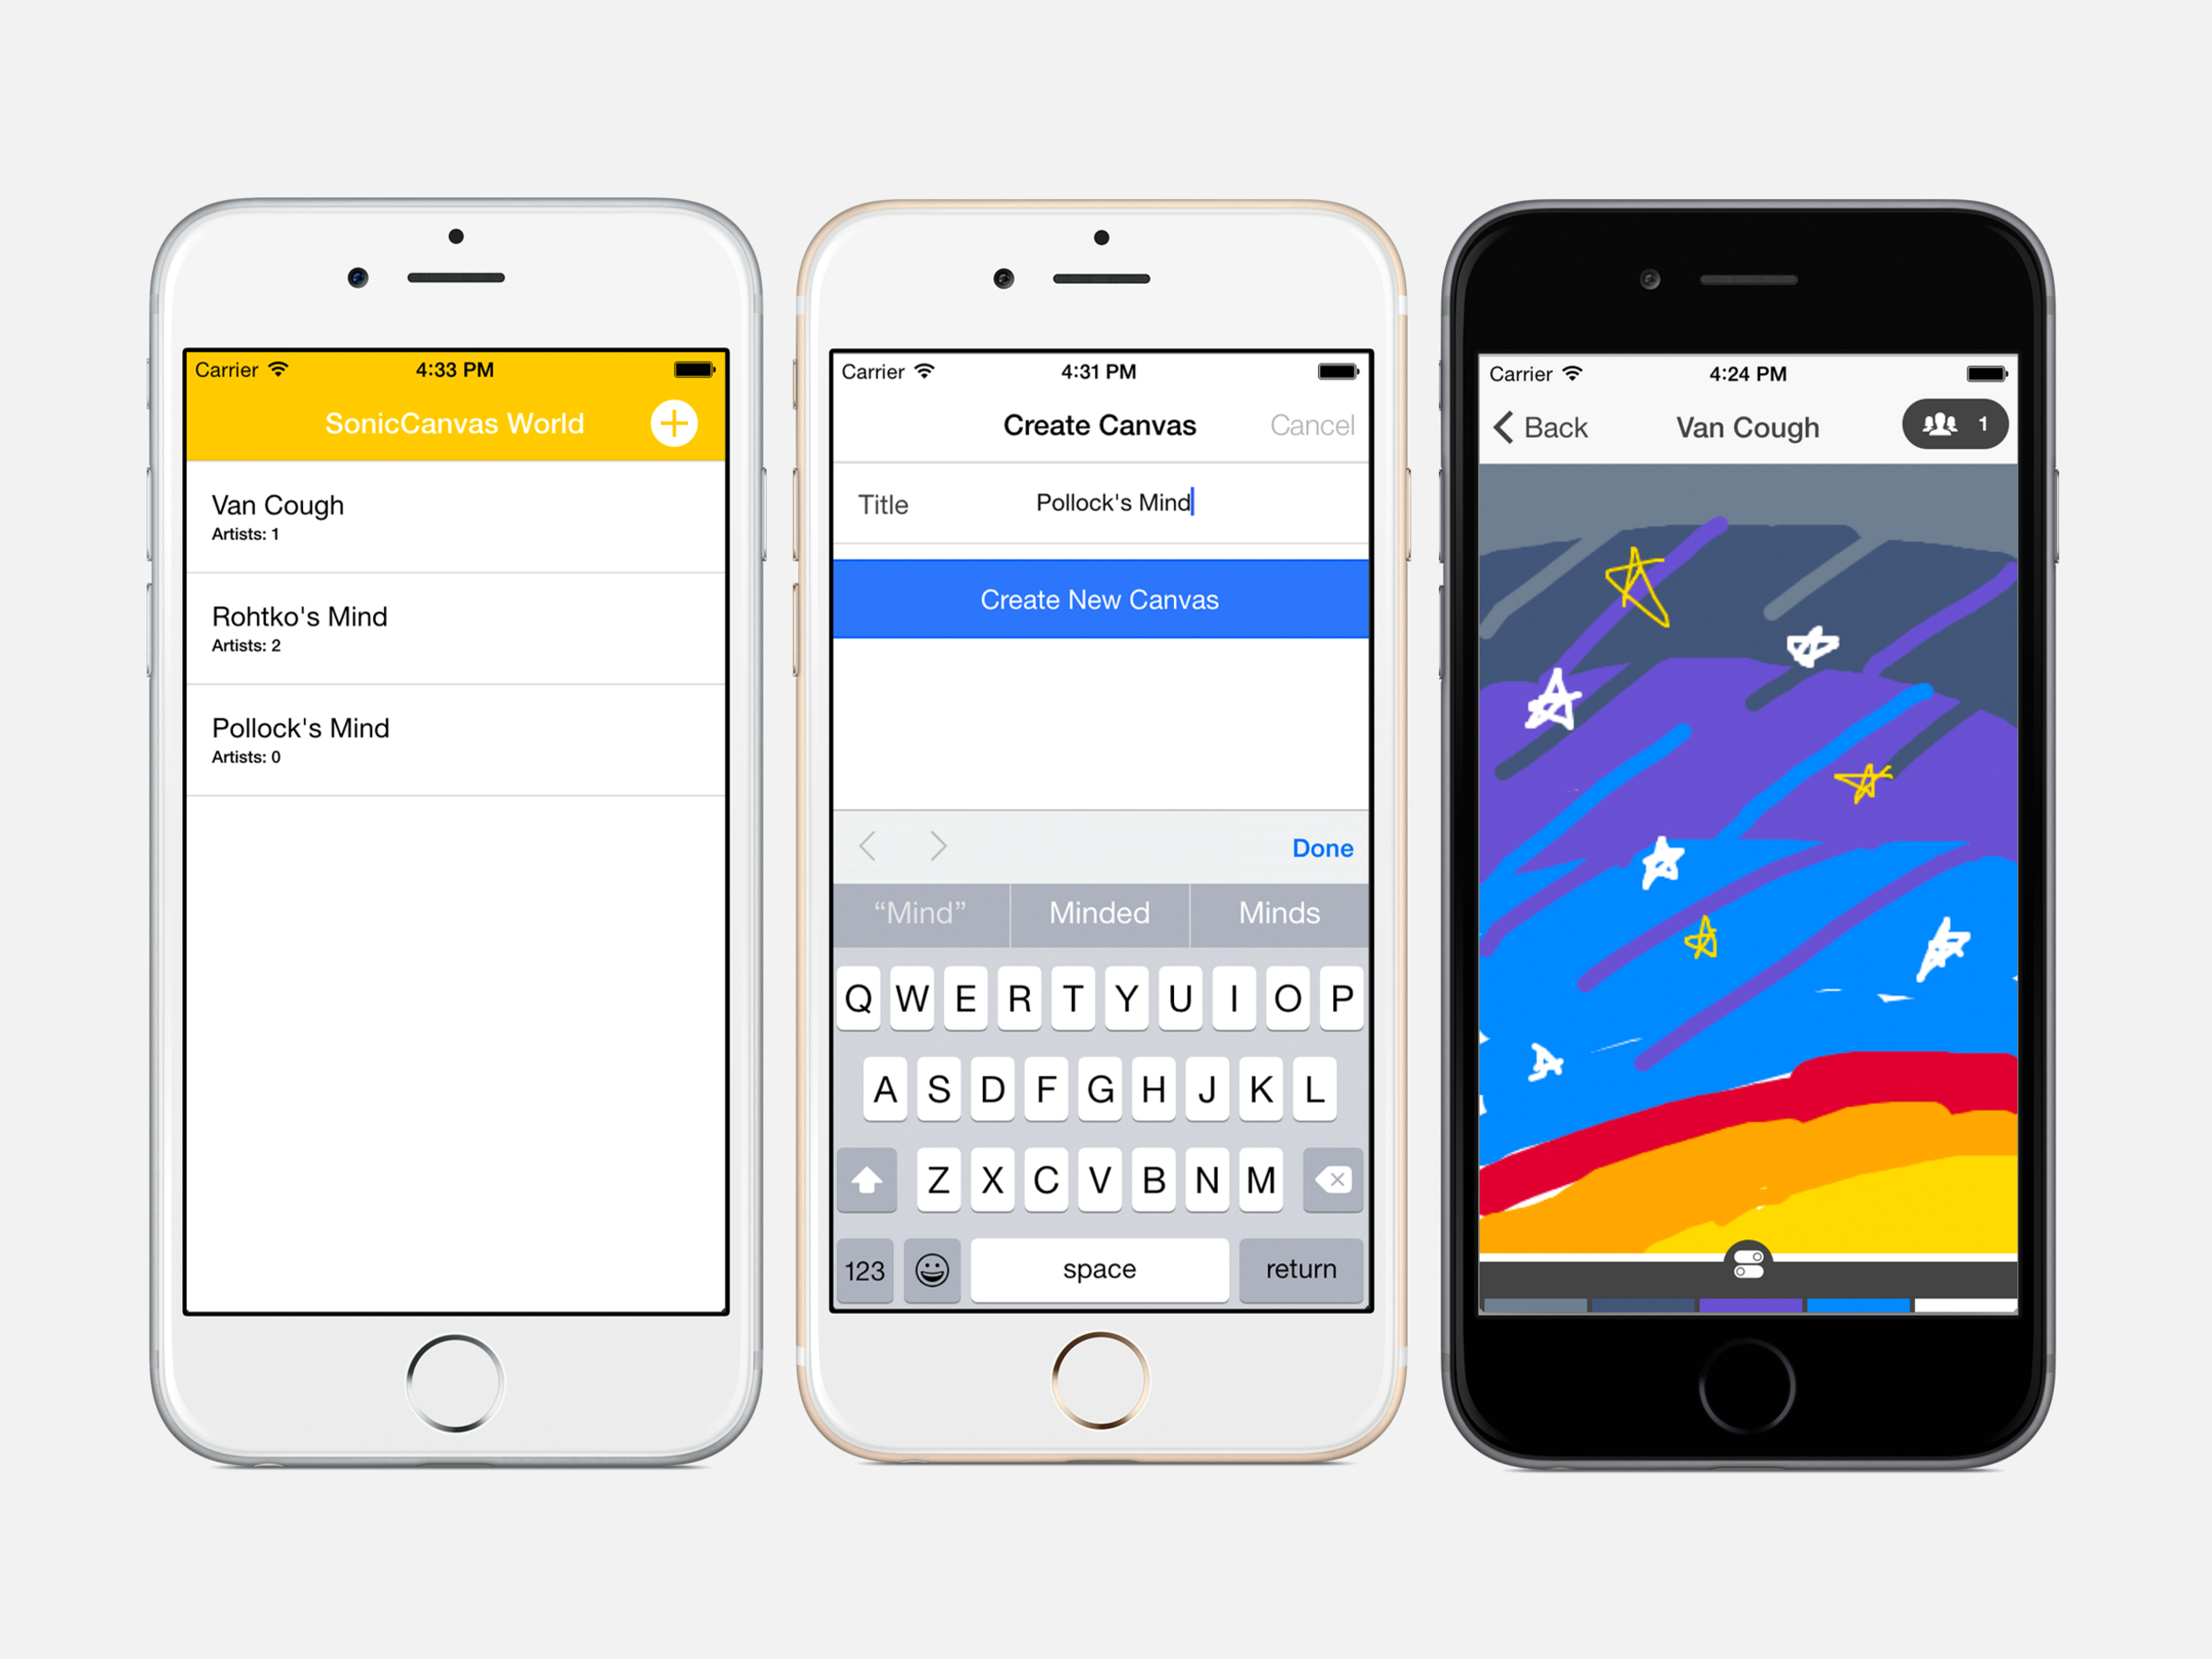 Carrier 4:33 PM
SonicCanvas World
Van Cough
Artists: 1
Rohtko's Mind
Artists: 2
Pollock's Mind
Artists: 0
Carrier 4:31 PM
Create Canvas Cancel
Title Pollock's Mind
Create New Canvas
Done
“Mind” Minded Minds
Q W E R T Y U I O P
A S D F G H J K L
Z X C V B N M
123 space return
Carrier 4:24 PM
Back Van Cough 1